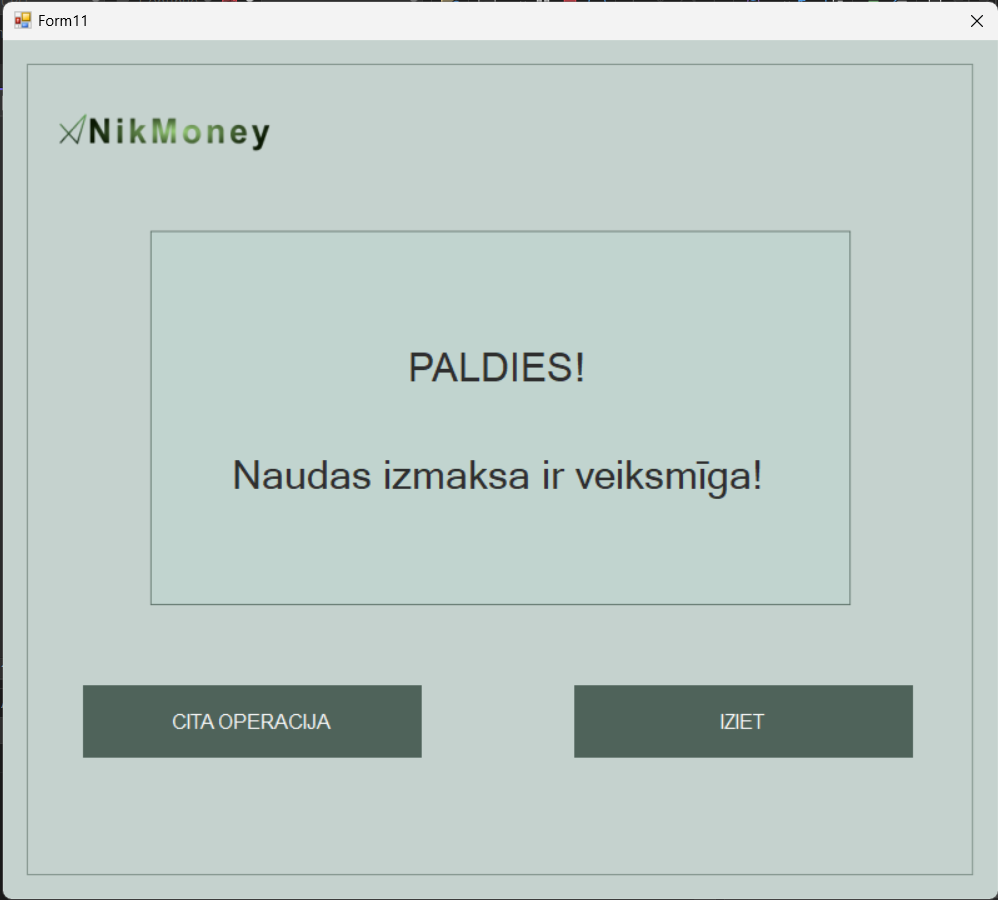 Form11
NikMoney
PALDIES!
Naudas izmaksa ir veiksmīga!
CITA OPERACIJA
IZIET